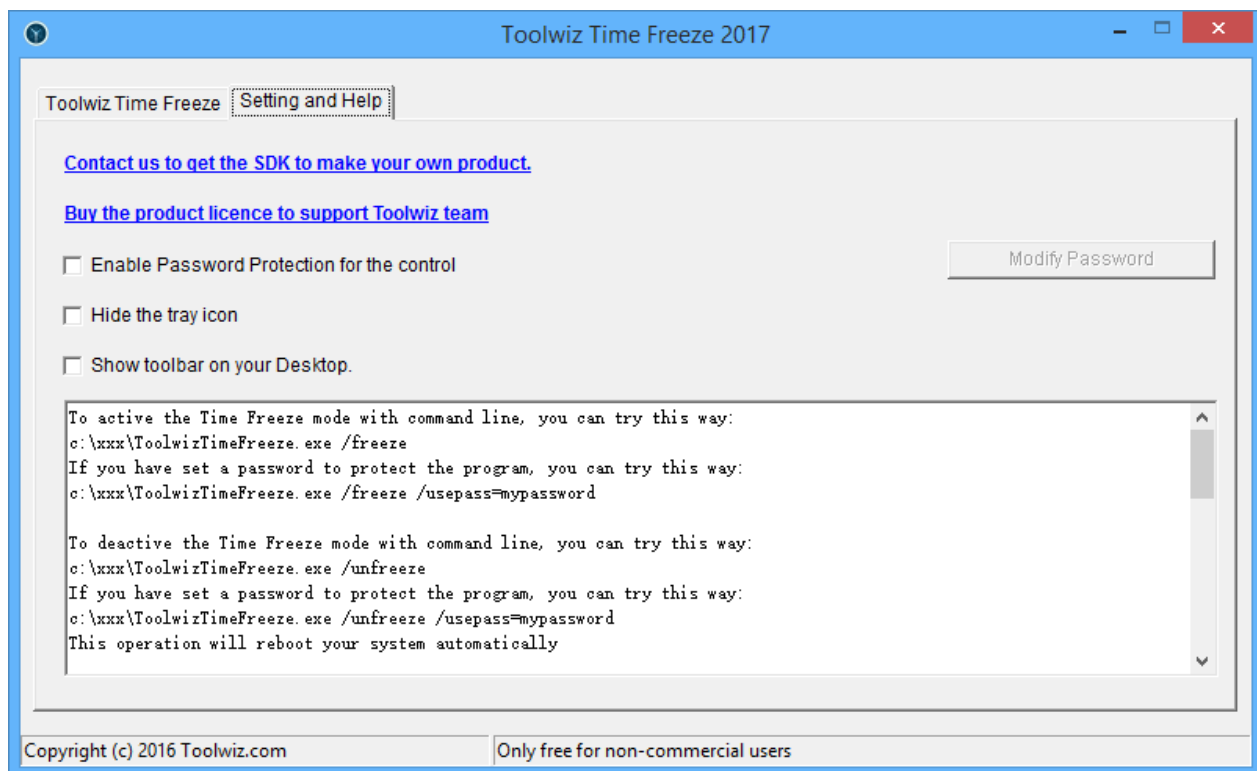 Toolwiz Time Freeze 2017
Toolwiz Time Freeze
Setting and Help
Contact us to get the SDK to make your own product.
Buy the product licence to support Toolwiz team
Enable Password Protection for the control
Modify Password
Hide the tray icon
Show toolbar on your Desktop.
To active the Time Freeze mode with command line, you can try this way:
c:\xxx\ToolwizTimeFreeze.exe /freeze
If you have set a password to protect the program, you can try this way:
c:\xxx\ToolwizTimeFreeze.exe /freeze /usepass=mypassword
To deactive the Time Freeze mode with command line, you can try this way:
c:\xxx\ToolwizTimeFreeze.exe /unfreeze
If you have set a password to protect the program, you can try this way:
c:\xxx\ToolwizTimeFreeze.exe /unfreeze /usepass=mypassword
This operation will reboot your system automatically
Copyright (c) 2016 Toolwiz.com
Only free for non-commercial users